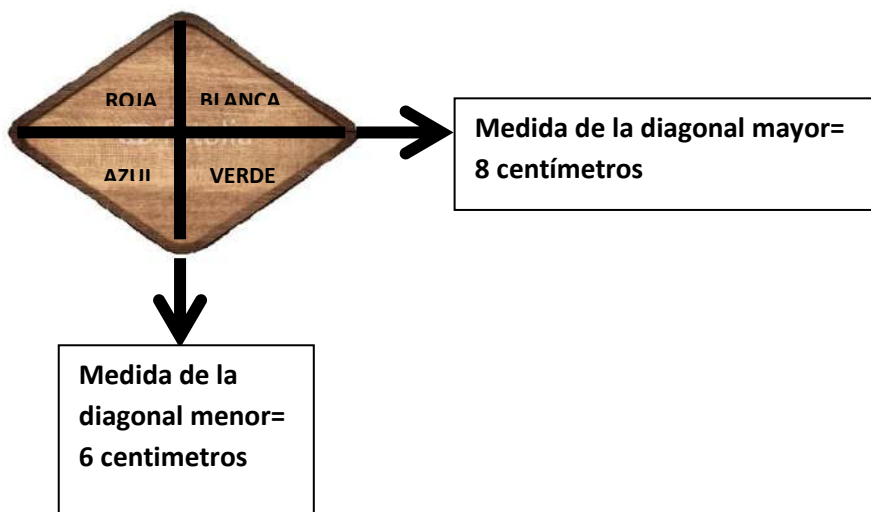 ROJA BLANCA
AZUL VERDE
Medida de la diagonal mayor=
8 centímetros
Medida de la
diagonal menor=
6 centimetros